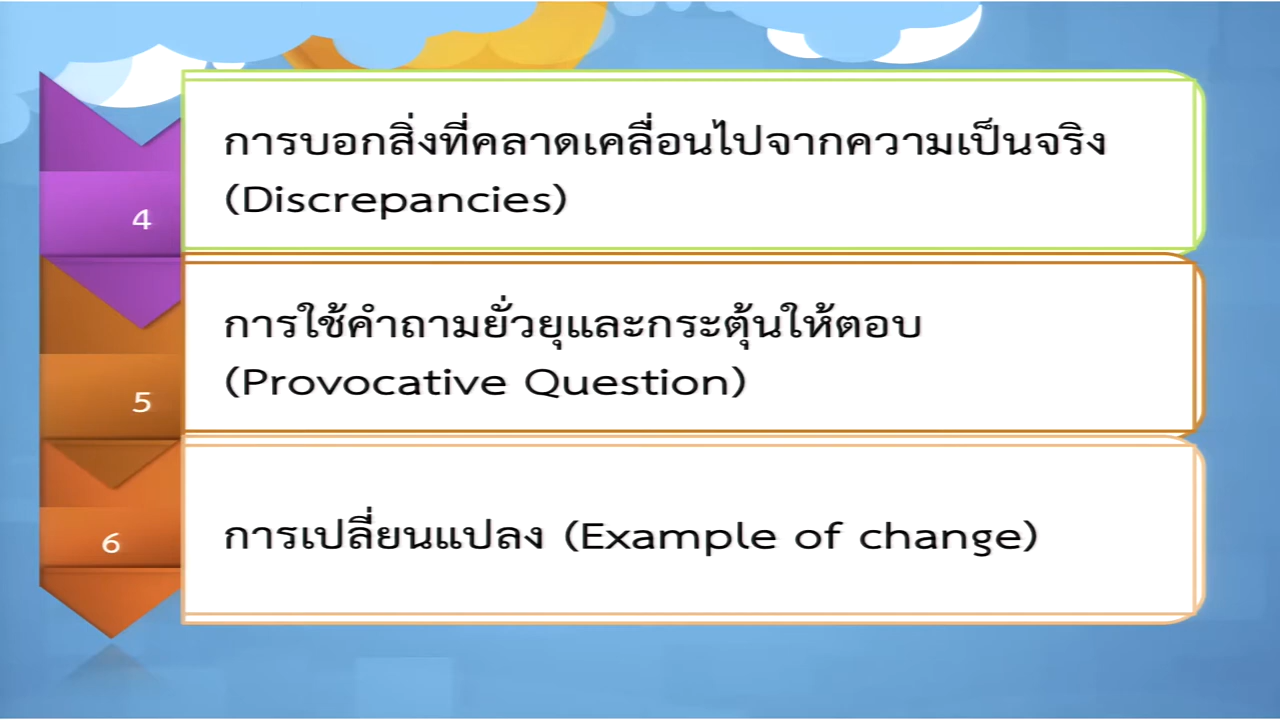 4
การบอกสิ่งที่คลาดเคลื่อนไปจากความเป็นจริง
(Discrepancies)
5
การใช้คำถามยั่วยุและกระตุ้นให้ตอบ
(Provocative Question)
6
การเปลี่ยนแปลง (Example of change)